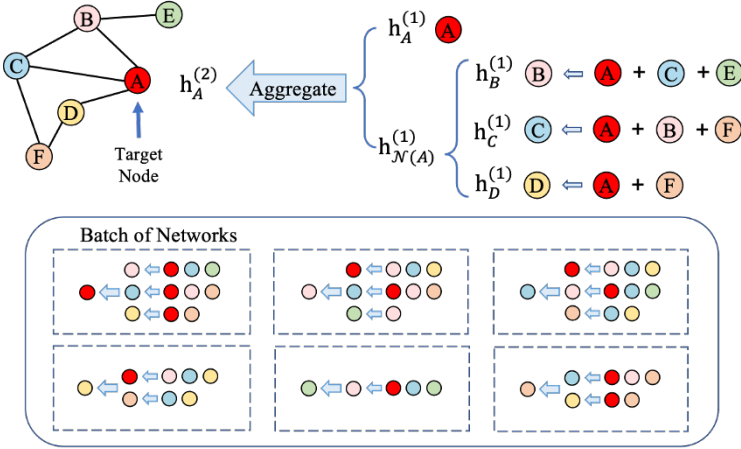 B
E
C
A
D
F
Target
Node
h_A^(2)
Aggregate
h_A^(1) A
h_N(A)^(1)
h_B^(1) B A + C + E
h_C^(1) C A + B + F
h_D^(1) D A + F
Batch of Networks